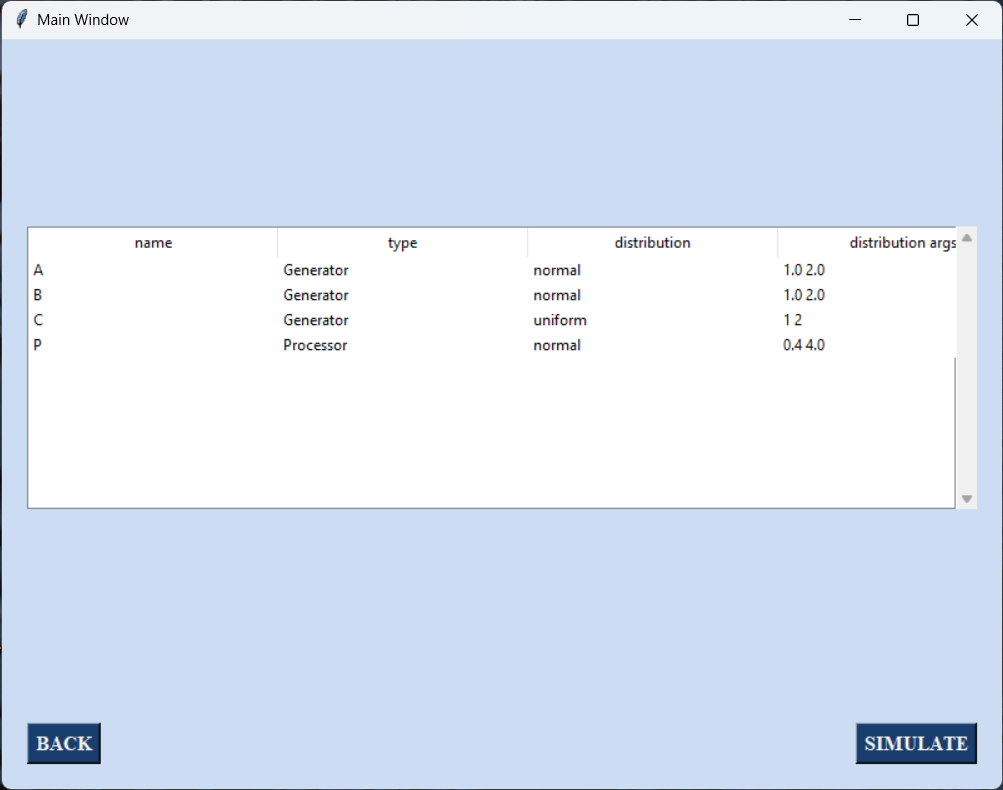 Main Window
name type distribution distribution args
A Generator normal 1.0 2.0
B Generator normal 1.0 2.0
C Generator uniform 1 2
P Processor normal 0.4 4.0
BACK SIMULATE